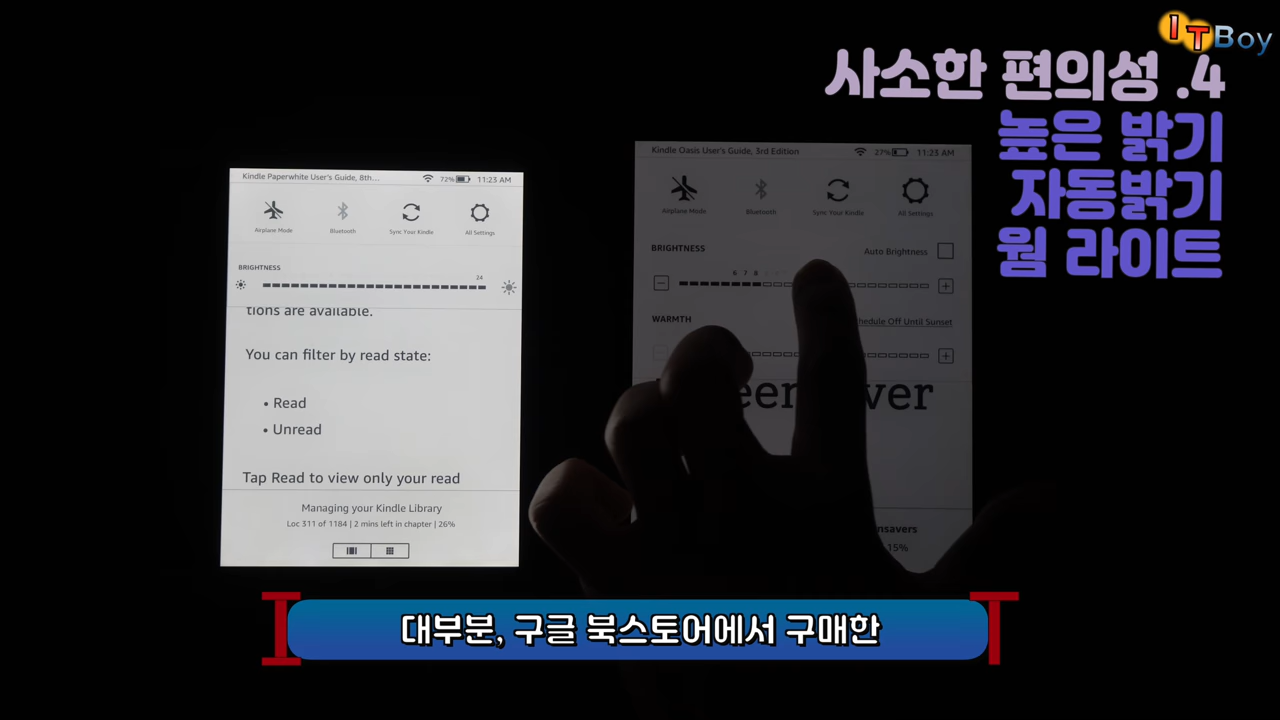 ITBoy
사소한 편의성 .4
높은 밝기
자동밝기
웜 라이트
Kindle Paperwhite User's Guide, 8th...
72%
11:23 AM
Airplane Mode
Bluetooth
Sync Your Kindle
All Settings
BRIGHTNESS
24
tions are available.
You can filter by read state:
• Read
• Unread
Tap Read to view only your read
Managing your Kindle Library
Loc 311 of 1184 | 2 mins left in chapter | 26%
Kindle Oasis User's Guide, 3rd Edition
27%
11:23 AM
Airplane Mode
Bluetooth
Sync Your Kindle
All Settings
BRIGHTNESS
Auto Brightness
6 7 8
WARMTH
hedule Off Until Sunset
een ver
nsavers
15%
대부분, 구글 북스토어에서 구매한